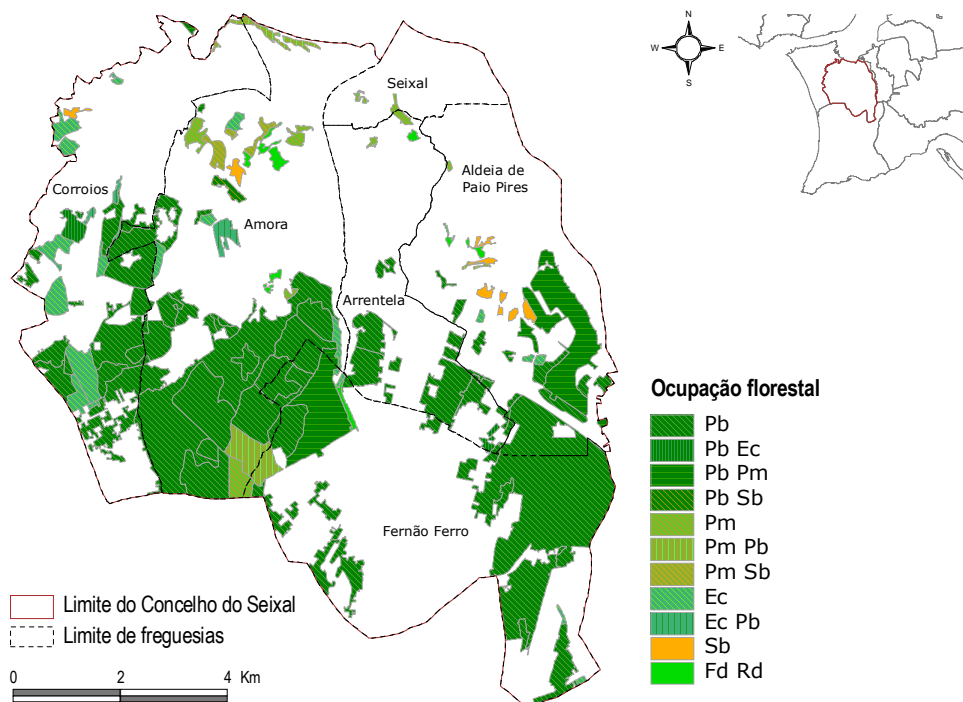 N
W E
S
Seixal
Aldeia de
Paio Pires
Corroios
Amora
Arrentela
Fernão Ferro
Ocupação florestal
Pb
Pb Ec
Pb Pm
Pb Sb
Pm
Pm Pb
Pm Sb
Ec
Ec Pb
Sb
Fd Rd
Limite do Concelho do Seixal
Limite de freguesias
0 2 4 Km